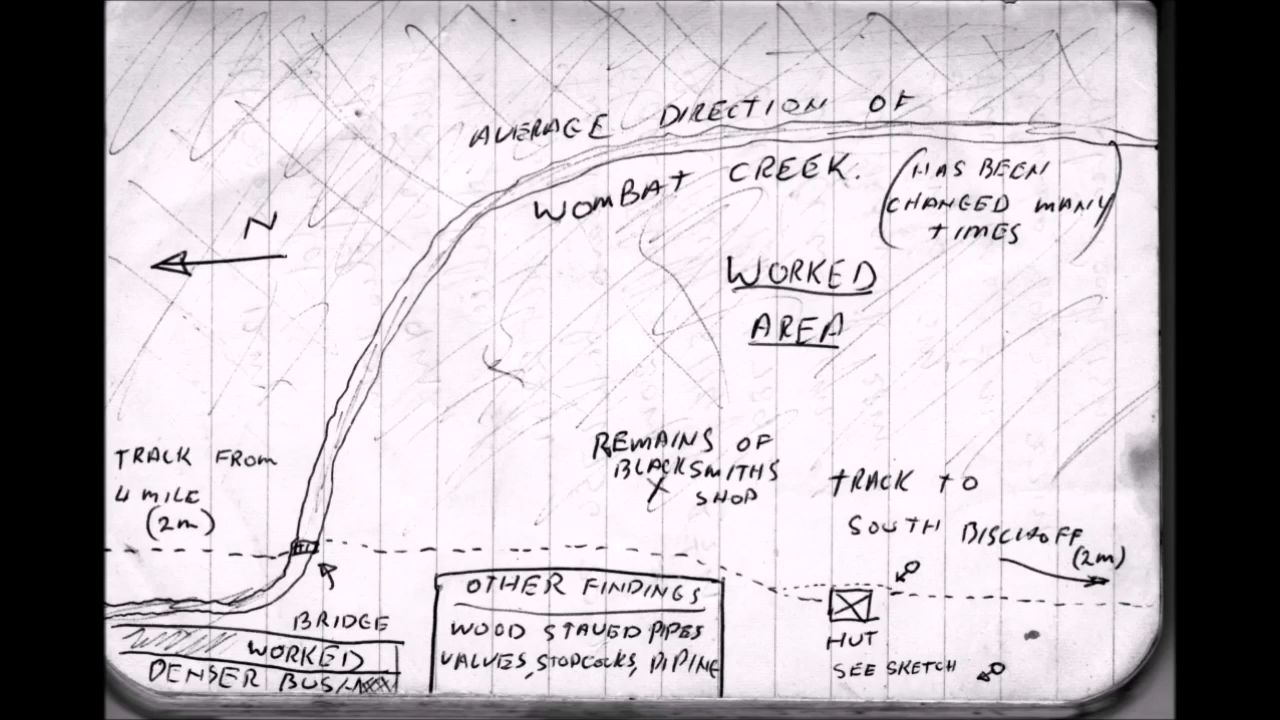 AVERAGE DIRECTION OF
WOMBAT CREEK.
(HAS BEEN
CHANGED MANY
TIMES)
N
WORKED
AREA
REMAINS OF
BLACKSMITHS
X SHOP
TRACK FROM
4 MILE
(2m)
TRACK TO
SOUTH BISCHOFF
(2m)
BRIDGE
WORKED
DENSER BUSH
OTHER FINDINGS
WOOD STAVED PIPES
VALVES, STOPCOCKS, PIPING
HUT
SEE SKETCH